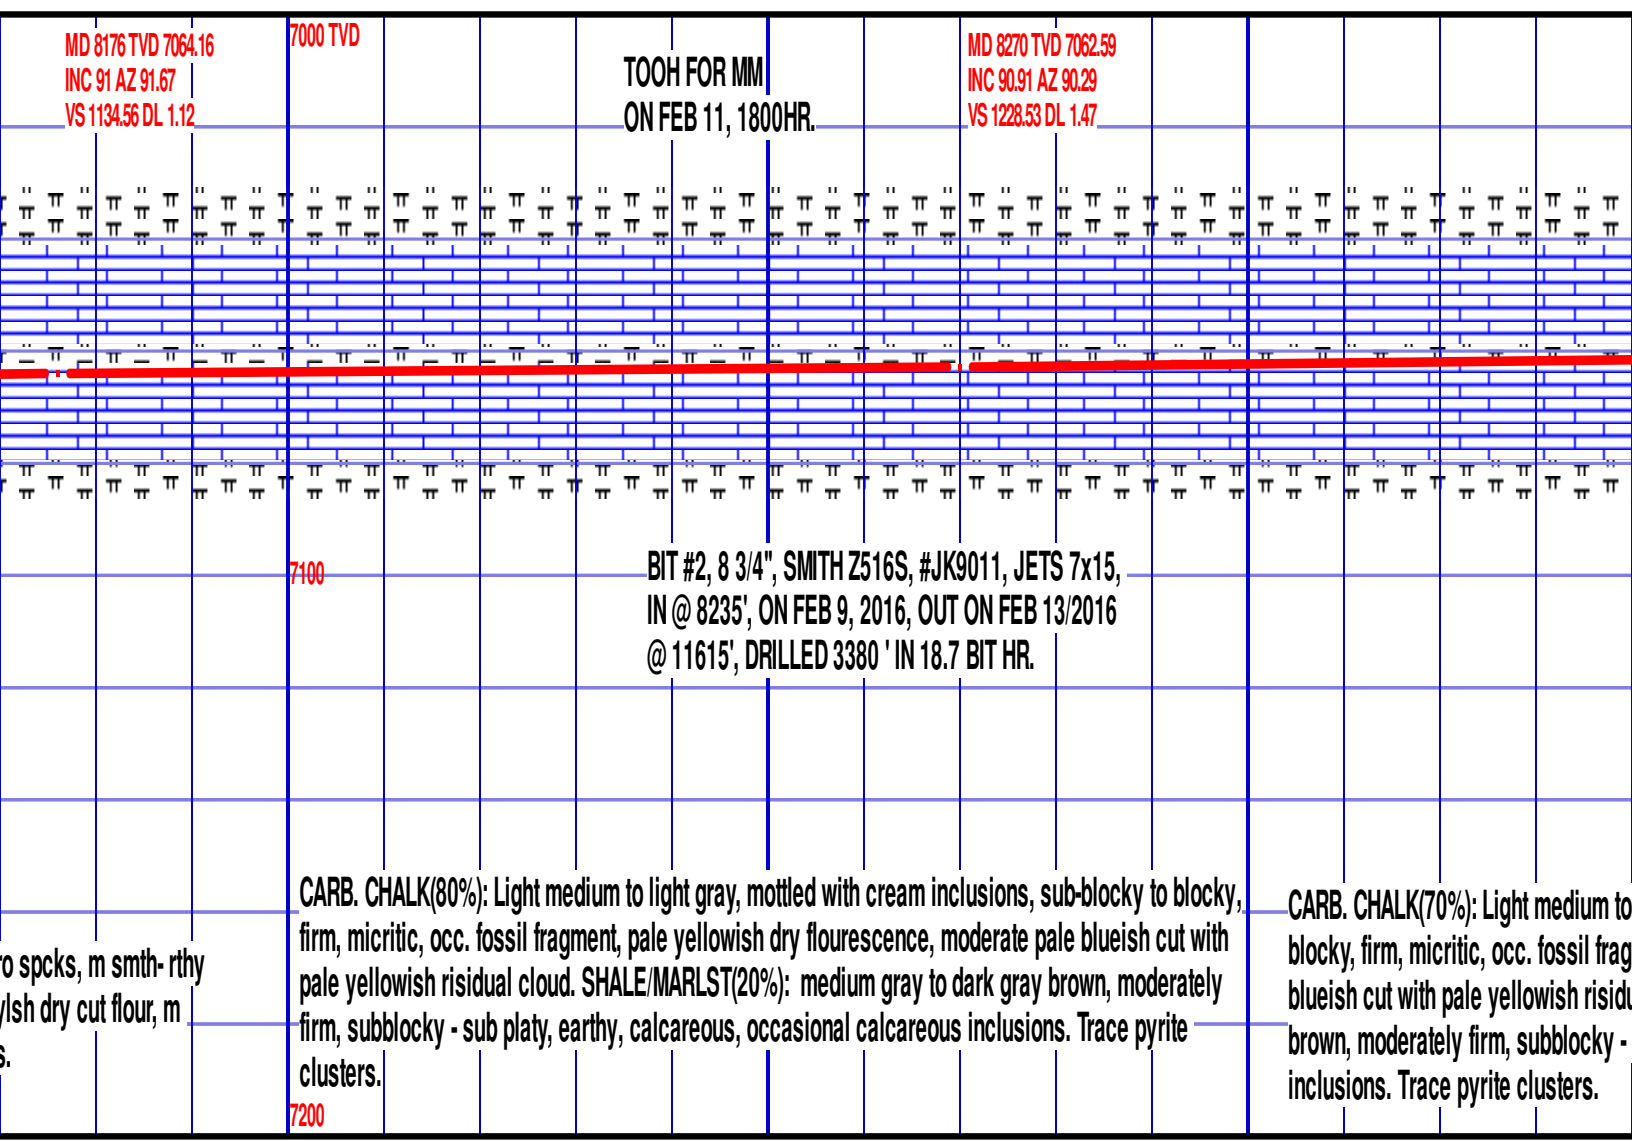 MD 8176 TVD 7064.16
INC 91 AZ 91.67
VS 1134.56 DL 1.12
7000 TVD
TOOH FOR MM
ON FEB 11, 1800HR.
MD 8270 TVD 7062.59
INC 90.91 AZ 90.29
VS 1228.53 DL 1.47
7100
BIT #2, 8 3/4", SMITH Z516S, #JK9011, JETS 7x15,
IN @ 8235', ON FEB 9, 2016, OUT ON FEB 13/2016
@ 11615', DRILLED 3380 ' IN 18.7 BIT HR.
ro spcks, m smth- rthy
ylsh dry cut flour, m
s.
CARB. CHALK(80%): Light medium to light gray, mottled with cream inclusions, sub-blocky to blocky,
firm, micritic, occ. fossil fragment, pale yellowish dry flourescence, moderate pale blueish cut with
pale yellowish risidual cloud. SHALE/MARLST(20%): medium gray to dark gray brown, moderately
firm, subblocky - sub platy, earthy, calcareous, occasional calcareous inclusions. Trace pyrite
clusters.
7200
CARB. CHALK(70%): Light medium to
blocky, firm, micritic, occ. fossil frag
blueish cut with pale yellowish risidu
brown, moderately firm, subblocky -
inclusions. Trace pyrite clusters.